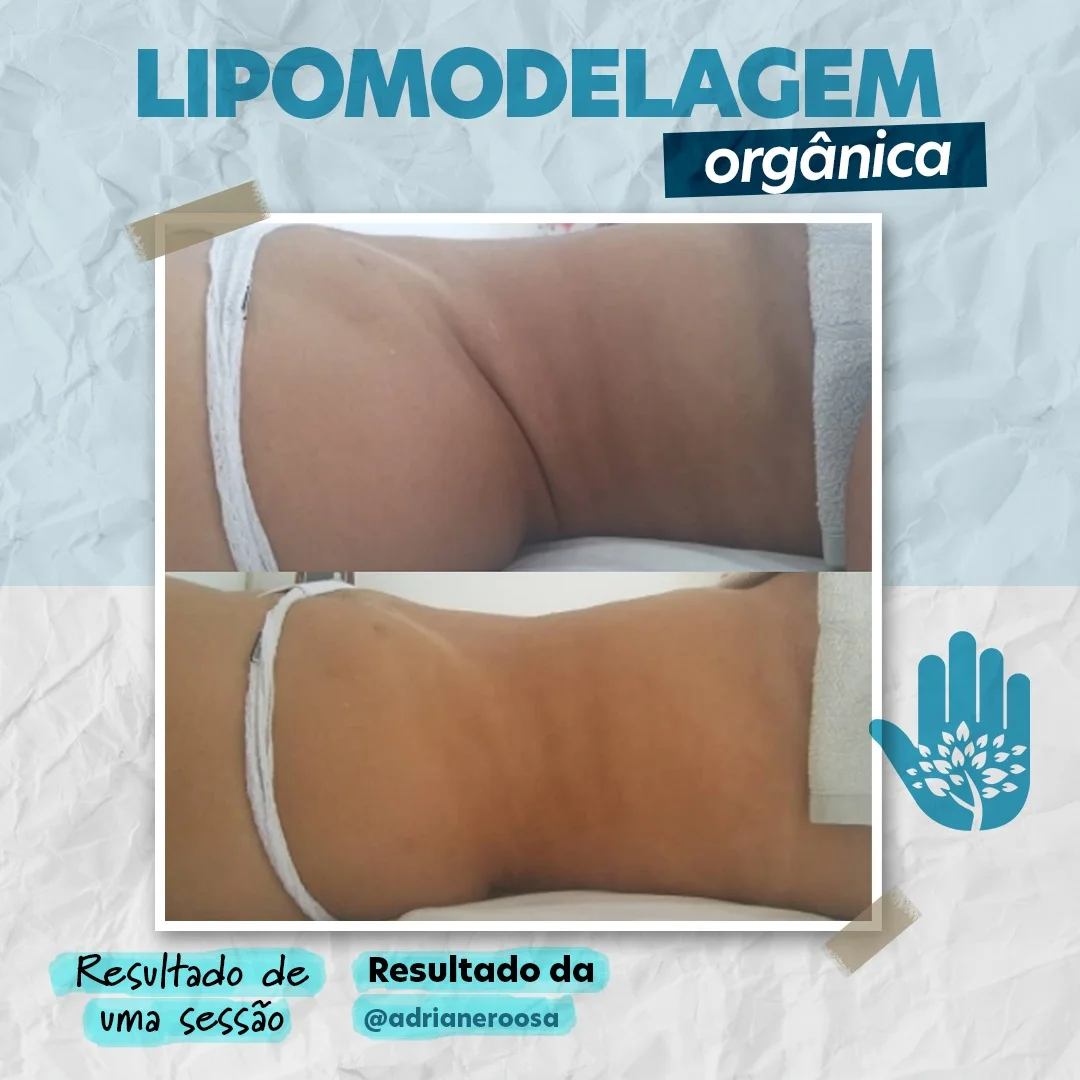 LIPOMODELAGEM
orgânica
Resultado de
uma sessão
Resultado da
@adrianeroosa